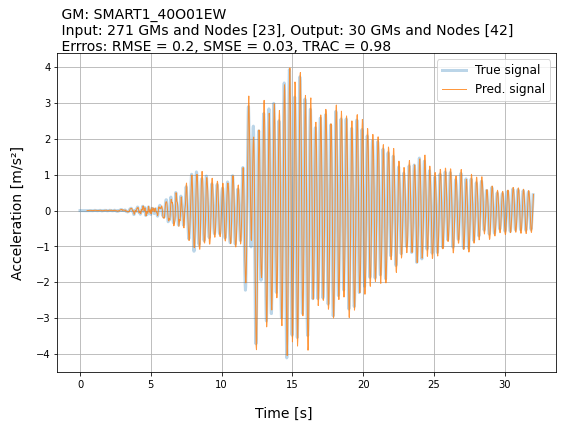 GM: SMART1_40O01EW
Input: 271 GMs and Nodes [23], Output: 30 GMs and Nodes [42]
Errros: RMSE = 0.2, SMSE = 0.03, TRAC = 0.98
True signal
Pred. signal
Acceleration [m/s²]
4
3
2
1
0
−1
−2
−3
−4
0 5 10 15 20 25 30
Time [s]